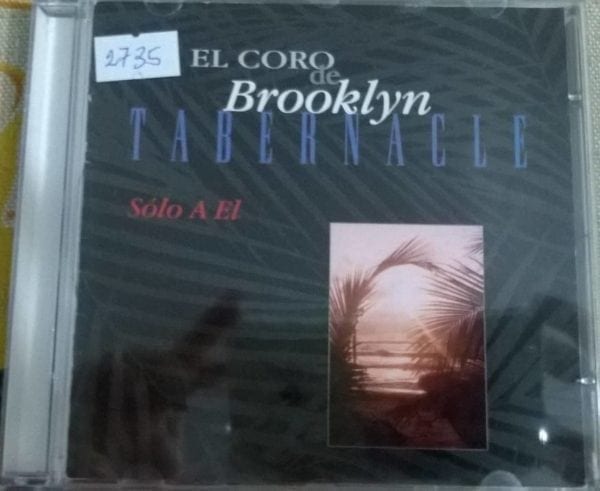 2735
EL CORO
de
Brooklyn
TABERNACLE
Sólo A El